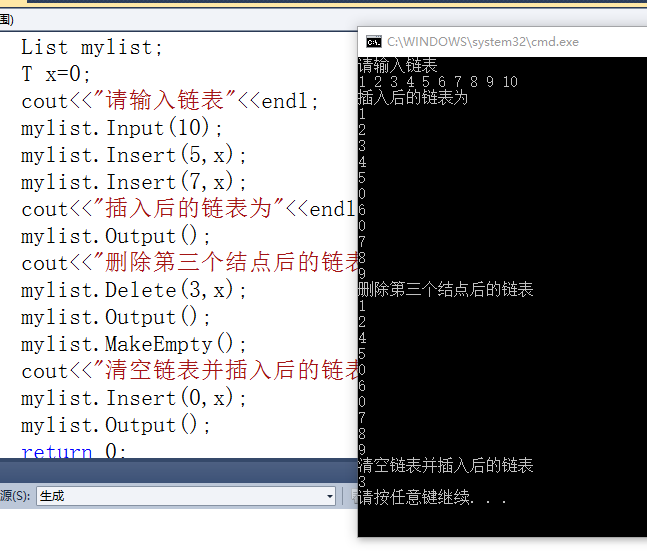 围)
List mylist;
T x=0;
cout<<"请输入链表"<<endl;
mylist.Input(10);
mylist.Insert(5,x);
mylist.Insert(7,x);
cout<<"插入后的链表为"<<endl
mylist.Output();
cout<<"删除第三个结点后的链表
mylist.Delete(3,x);
mylist.Output();
mylist.MakeEmpty();
cout<<"清空链表并插入后的链表
mylist.Insert(0,x);
mylist.Output();
return 0;
源(S): 生成
C:\WINDOWS\system32\cmd.exe
请输入链表
1 2 3 4 5 6 7 8 9 10
插入后的链表为
1
2
3
4
5
0
6
0
7
8
9
删除第三个结点后的链表
1
2
4
5
0
6
0
7
8
9
清空链表并插入后的链表
3
请按任意键继续. . .